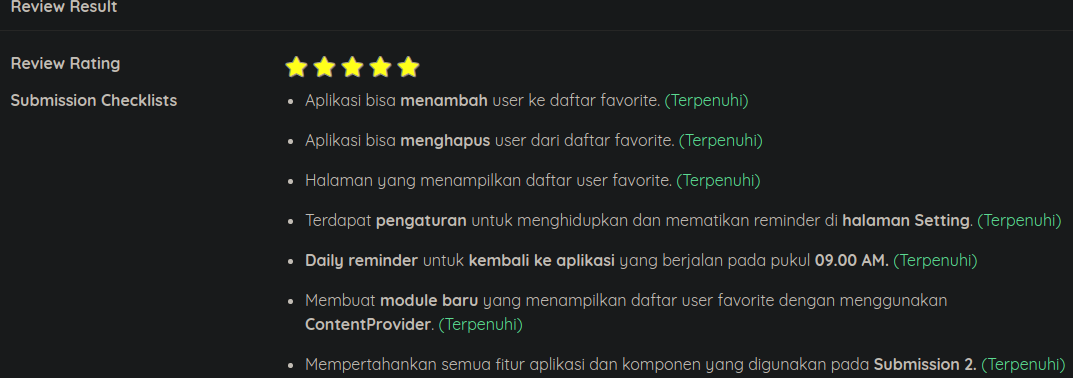 Review Result
Review Rating
Submission Checklists
Aplikasi bisa menambah user ke daftar favorite. (Terpenuhi)
Aplikasi bisa menghapus user dari daftar favorite. (Terpenuhi)
Halaman yang menampilkan daftar user favorite. (Terpenuhi)
Terdapat pengaturan untuk menghidupkan dan mematikan reminder di halaman Setting. (Terpenuhi)
Daily reminder untuk kembali ke aplikasi yang berjalan pada pukul 09.00 AM. (Terpenuhi)
Membuat module baru yang menampilkan daftar user favorite dengan menggunakan
ContentProvider. (Terpenuhi)
Mempertahankan semua fitur aplikasi dan komponen yang digunakan pada Submission 2. (Terpenuhi)